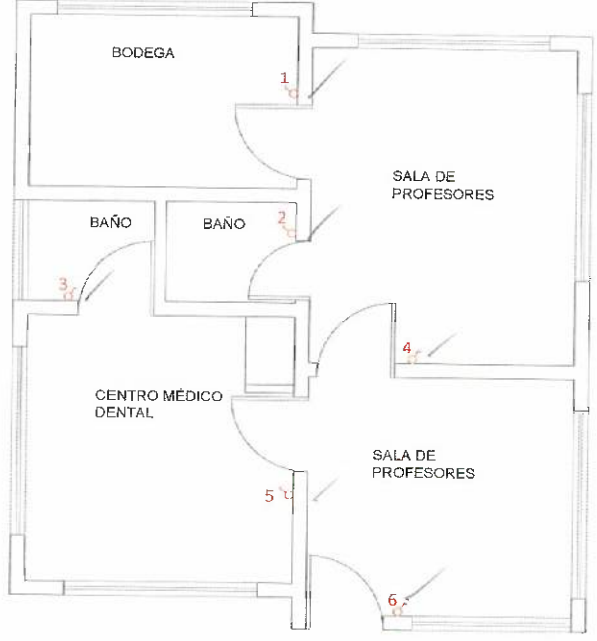 BODEGA
1
SALA DE
PROFESORES
BAÑO
BAÑO
2
3
4
CENTRO MÉDICO
DENTAL
SALA DE
PROFESORES
5
6